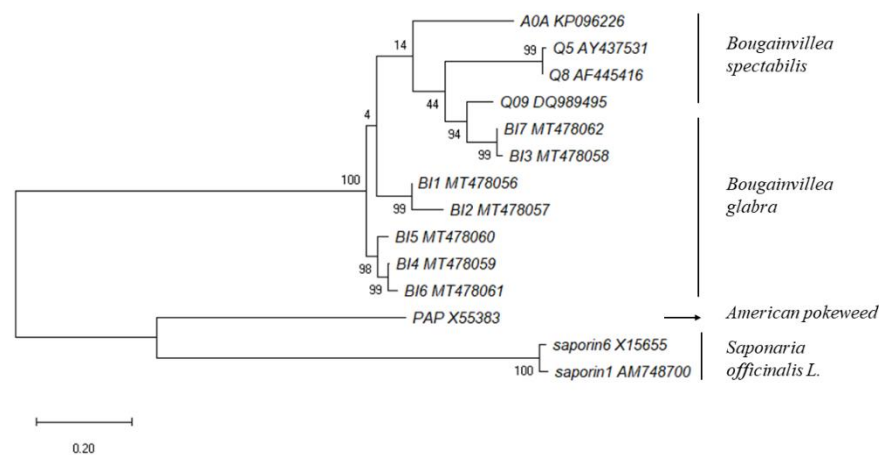 A0A KP096226
14
99 Q5 AY437531
Bougainvillea
spectabilis
Q8 AF445416
44
Q09 DQ989495
4
94
BI7 MT478062
99
BI3 MT478058
100
BI1 MT478056
Bougainvillea
glabra
99
BI2 MT478057
BI5 MT478060
98
BI4 MT478059
99
BI6 MT478061
PAP X55383
American pokeweed
saporin6 X15655
Saponaria
officinalis L.
100
saporin1 AM748700
0.20